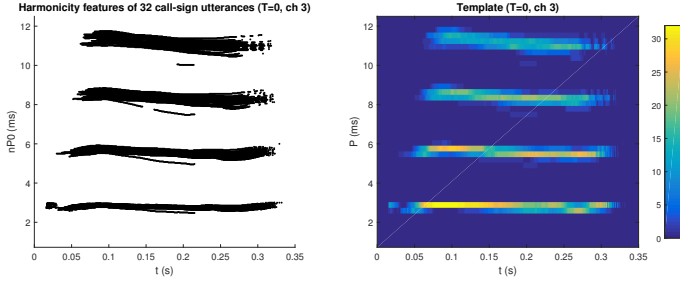 Harmonicity features of 32 call-sign utterances (T=0, ch 3)
12
10
8
6
4
2
nP0 (ms)
0 0.05 0.1 0.15 0.2 0.25 0.3 0.35
t (s)
Template (T=0, ch 3)
12
10
8
6
4
2
P (ms)
0 0.05 0.1 0.15 0.2 0.25 0.3 0.35
t (s)
30
25
20
15
10
5
0